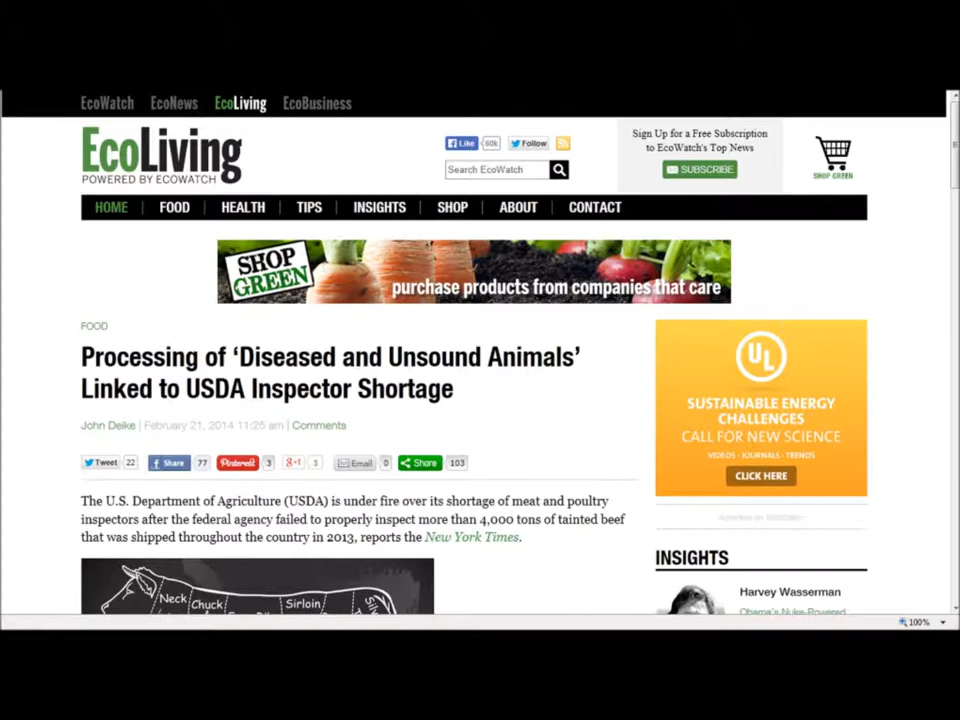 EcoWatch EcoNews EcoLiving EcoBusiness
EcoLiving
POWERED BY ECOWATCH
Like 60k Follow
Search EcoWatch
Sign Up for a Free Subscription
to EcoWatch's Top News
SUBSCRIBE
SHOP GREEN
HOME | FOOD | HEALTH | TIPS | INSIGHTS | SHOP | ABOUT | CONTACT
SHOP
GREEN
purchase products from companies that care
FOOD
Processing of ‘Diseased and Unsound Animals’
Linked to USDA Inspector Shortage
John Deike | February 21, 2014 11:25 am | Comments
Tweet 22 Share 77 Pinterest 3 g+1 3 Email 0 Share 103
The U.S. Department of Agriculture (USDA) is under fire over its shortage of meat and poultry
inspectors after the federal agency failed to properly inspect more than 4,000 tons of tainted beef
that was shipped throughout the country in 2013, reports the New York Times.
Neck Chuck Sirloin
UL
SUSTAINABLE ENERGY
CHALLENGES
CALL FOR NEW SCIENCE
VIDEOS · JOURNALS · TRENDS
CLICK HERE
INSIGHTS
Harvey Wasserman
Obama's Nuke-Powered
100%